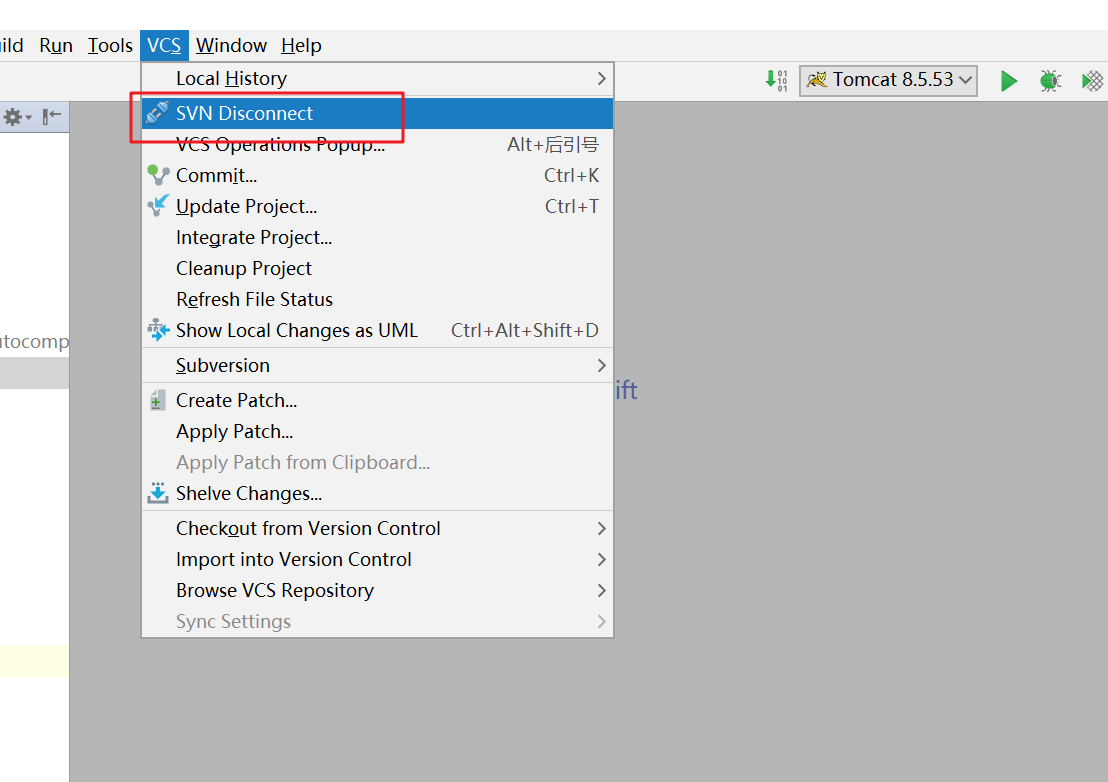 ild Run Tools VCS Window Help
Tomcat 8.5.53
Local History
SVN Disconnect
VCS Operations Popup... Alt+后引号
Commit... Ctrl+K
Update Project... Ctrl+T
Integrate Project...
Cleanup Project
Refresh File Status
Show Local Changes as UML Ctrl+Alt+Shift+D
utocomp
Subversion
ift
Create Patch...
Apply Patch...
Apply Patch from Clipboard...
Shelve Changes...
Checkout from Version Control
Import into Version Control
Browse VCS Repository
Sync Settings